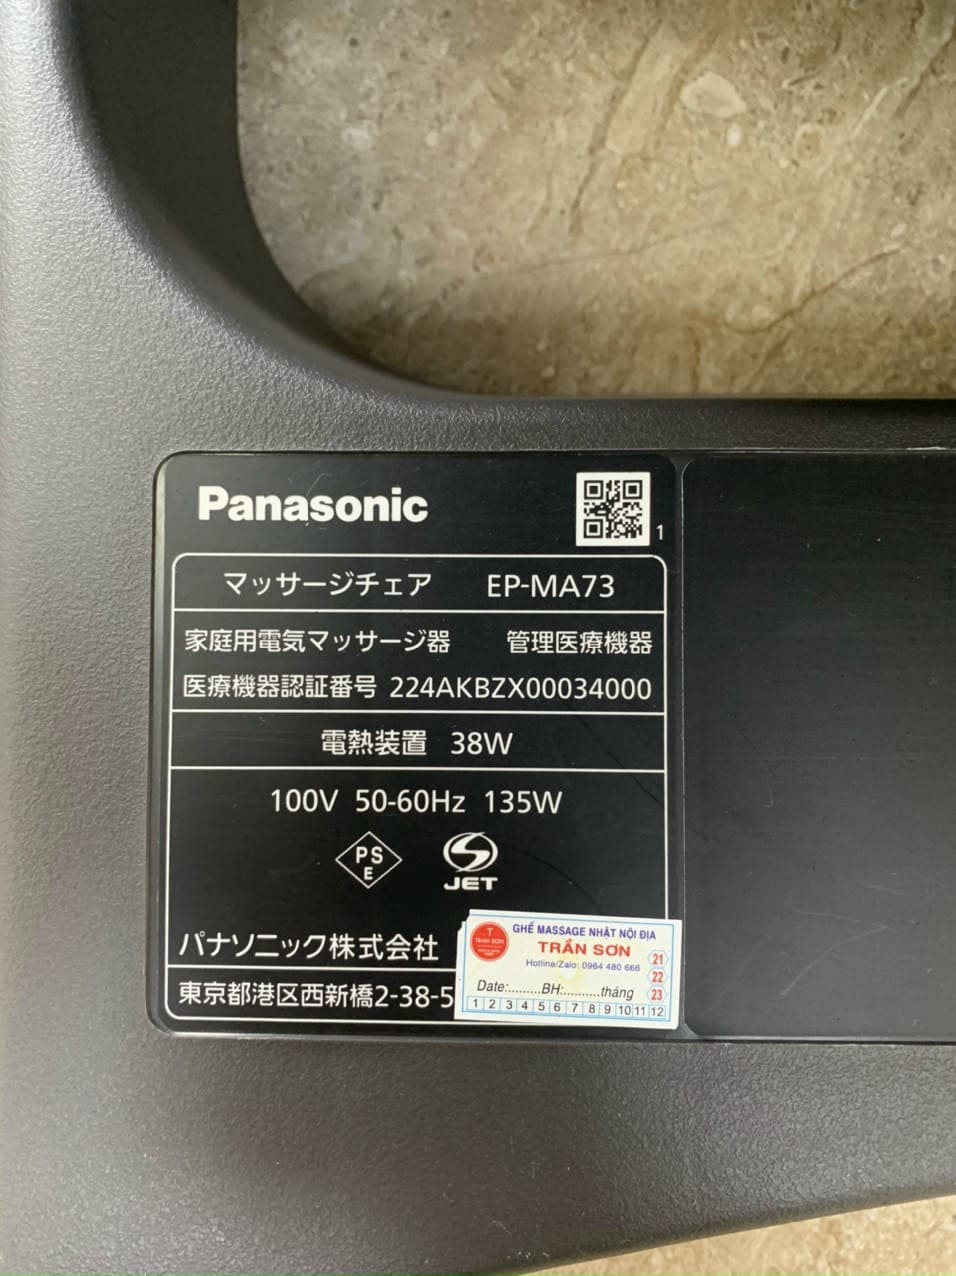 Panasonic
1
マッサージチェア EP-MA73
家庭用電気マッサージ器 管理医療機器
医療機器認証番号 224AKBZX00034000
電熱装置 38W
100V 50-60Hz 135W
PS
E
JET
パナソニック株式会社
東京都港区西新橋2-38-5
GHẾ MASSAGE NHẬT NỘI ĐỊA
T
TRẦN SƠN
TRẦN SƠN
Hotline/Zalo: 0964 480 666
21
22
23
Date:.........BH:..........tháng
1 2 3 4 5 6 7 8 9 10 11 12